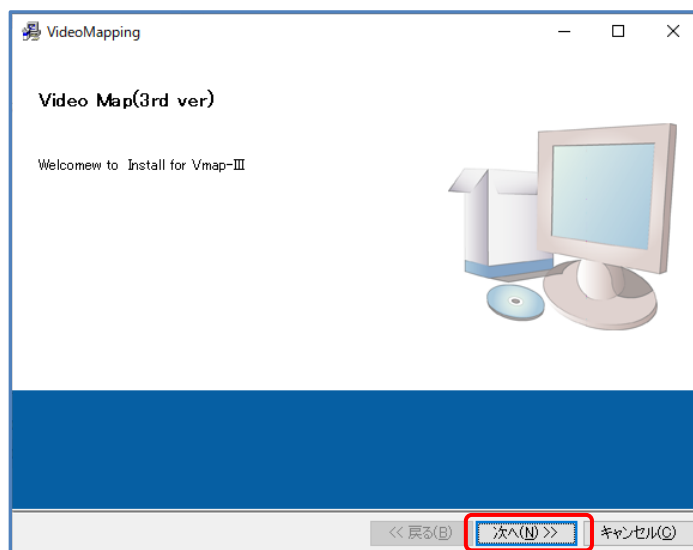 VideoMapping
Video Map(3rd ver)
Welcomew to Install for Vmap-Ⅲ
<< 戻る(B) 次へ(N) >> キャンセル(C)